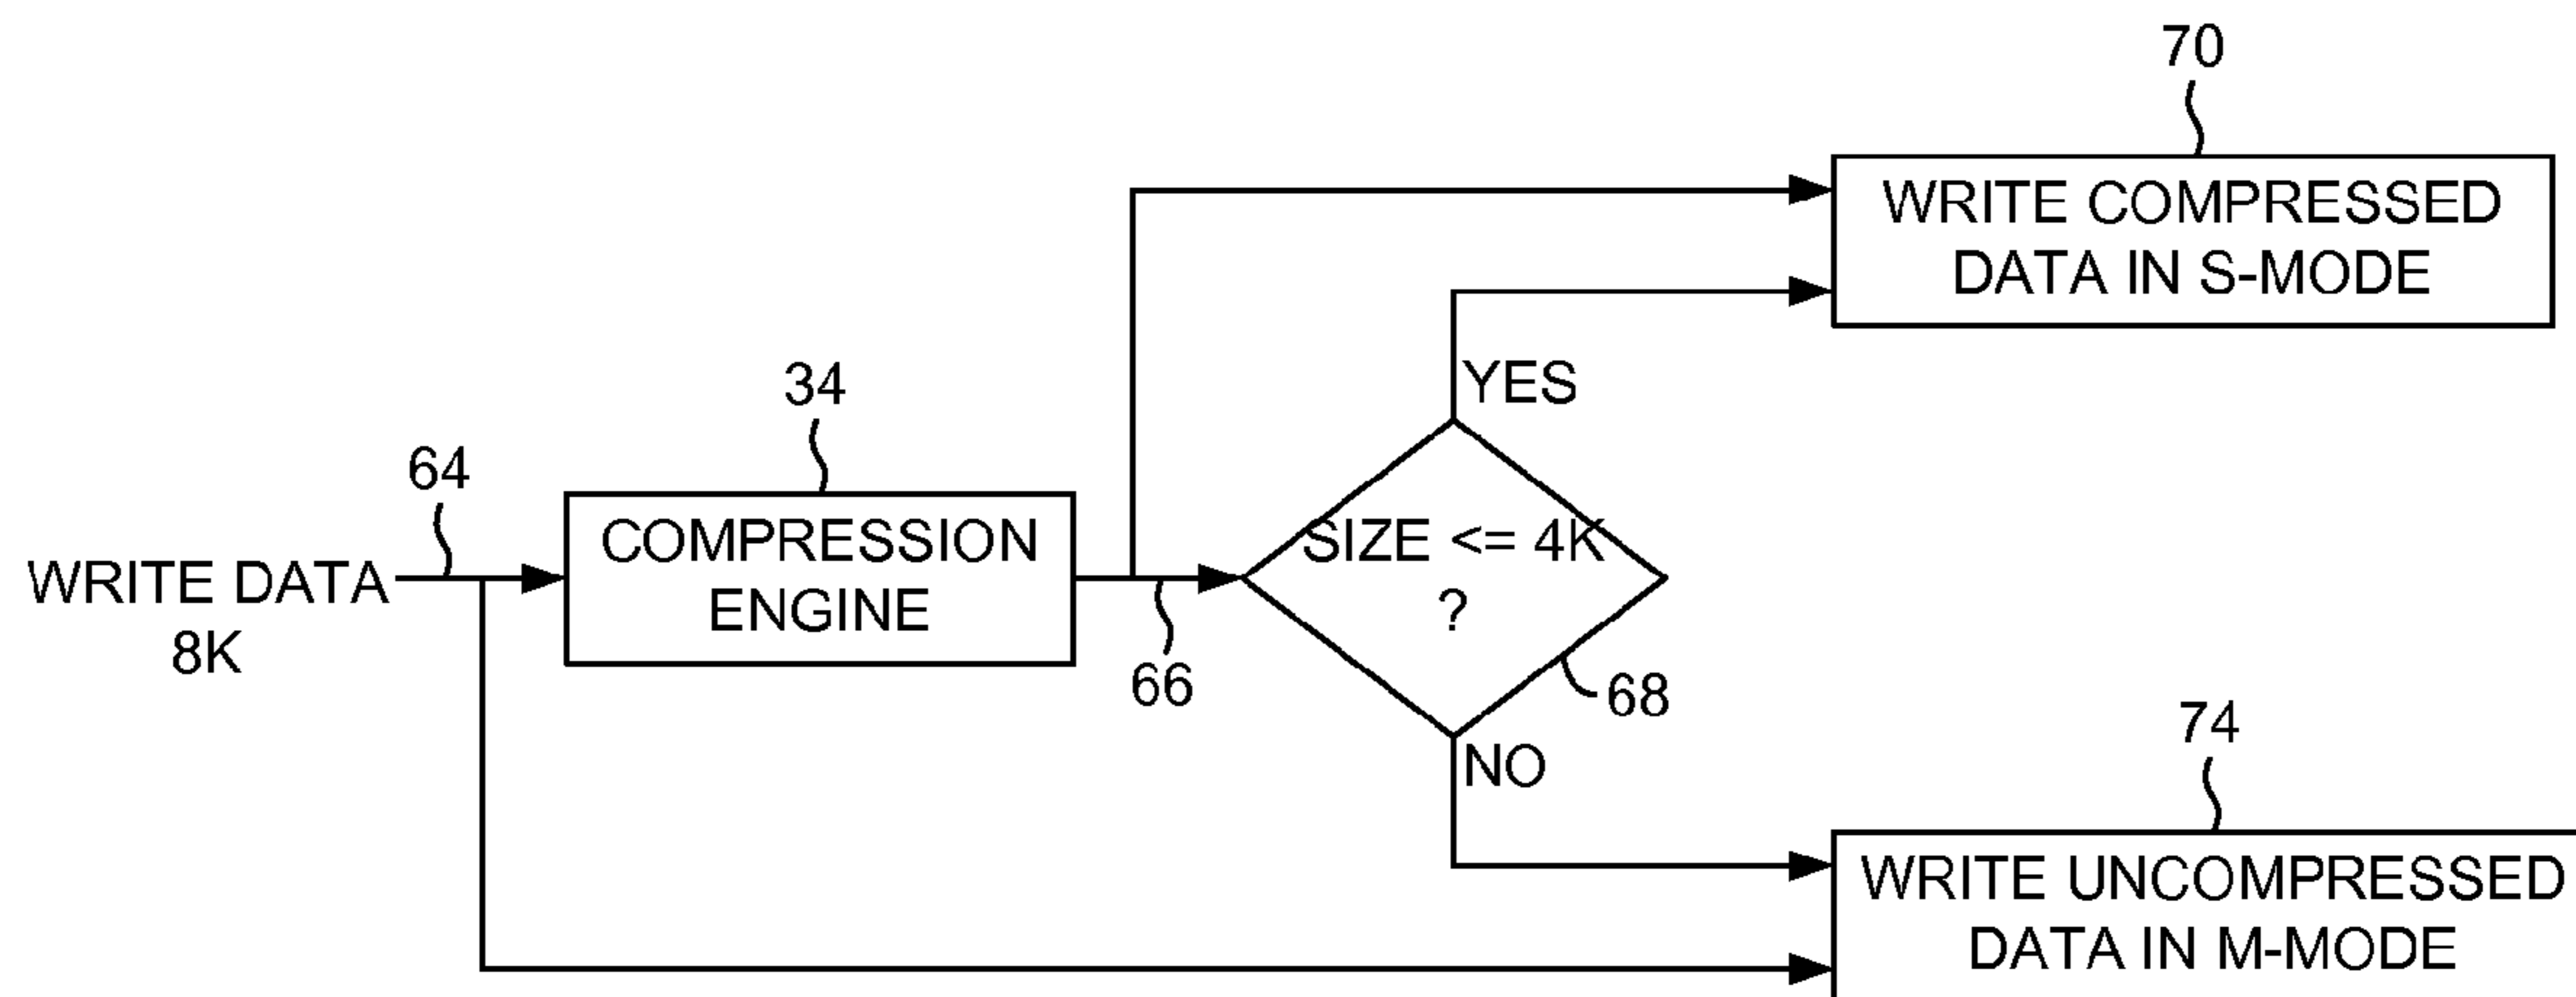 70
WRITE COMPRESSED
DATA IN S-MODE
YES
34
64
COMPRESSION
ENGINE
WRITE DATA
8K
66
SIZE <= 4K
?
68
NO
74
WRITE UNCOMPRESSED
DATA IN M-MODE